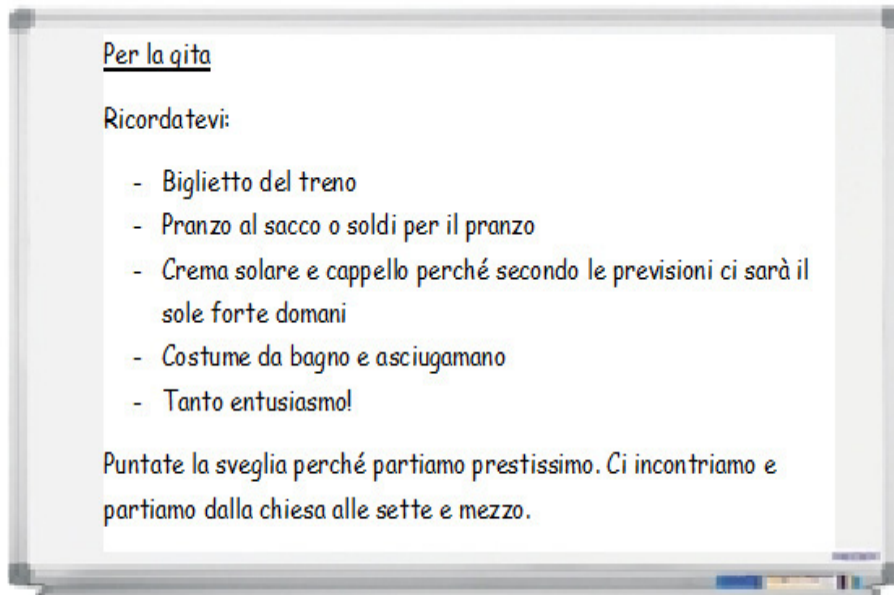 Per la gita
Ricordatevi:
- Biglietto del treno
- Pranzo al sacco o soldi per il pranzo
- Crema solare e cappello perché secondo le previsioni ci sarà il
sole forte domani
- Costume da bagno e asciugamano
- Tanto entusiasmo!
Puntate la sveglia perché partiamo prestissimo. Ci incontriamo e
partiamo dalla chiesa alle sette e mezzo.